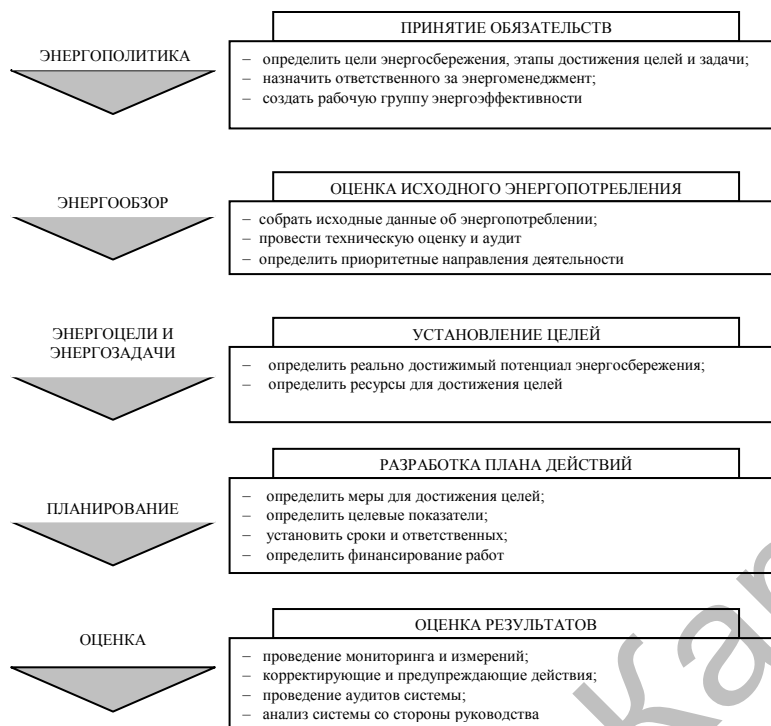 ПРИНЯТИЕ ОБЯЗАТЕЛЬСТВ
ЭНЕРГОПОЛИТИКА
– определить цели энергосбережения, этапы достижения целей и задачи;
– назначить ответственного за энергоменеджмент;
– создать рабочую группу энергоэффективности
ОЦЕНКА ИСХОДНОГО ЭНЕРГОПОТРЕБЛЕНИЯ
ЭНЕРГООБЗОР
– собрать исходные данные об энергопотреблении;
– провести техническую оценку и аудит
– определить приоритетные направления деятельности
ЭНЕРГОЦЕЛИ И
ЭНЕРГОЗАДАЧИ
УСТАНОВЛЕНИЕ ЦЕЛЕЙ
– определить реально достижимый потенциал энергосбережения;
– определить ресурсы для достижения целей
РАЗРАБОТКА ПЛАНА ДЕЙСТВИЙ
ПЛАНИРОВАНИЕ
– определить меры для достижения целей;
– определить целевые показатели;
– установить сроки и ответственных;
– определить финансирование работ
ОЦЕНКА РЕЗУЛЬТАТОВ
ОЦЕНКА
– проведение мониторинга и измерений;
– корректирующие и предупреждающие действия;
– проведение аудитов системы;
– анализ системы со стороны руководства